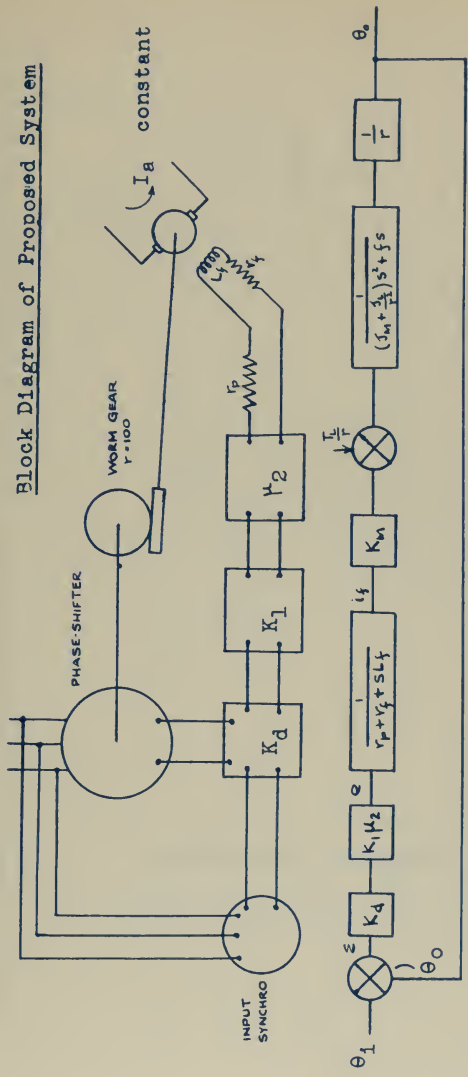 Block Diagram of Proposed System
PHASE-SHIFTER
WORM GEAR
r=100
I_a
constant
L_f
r_f
r_p
INPUT
SYNCHRO
K_d
K_1
μ_2
θ_1
ε
K_d
K_1 μ_2
e
1
r_p + r_f + sL_f
i_f
K_m
T_L
r
1
(J_m + J_L/r²)s² + fs
1
r
θ_o
θ_o